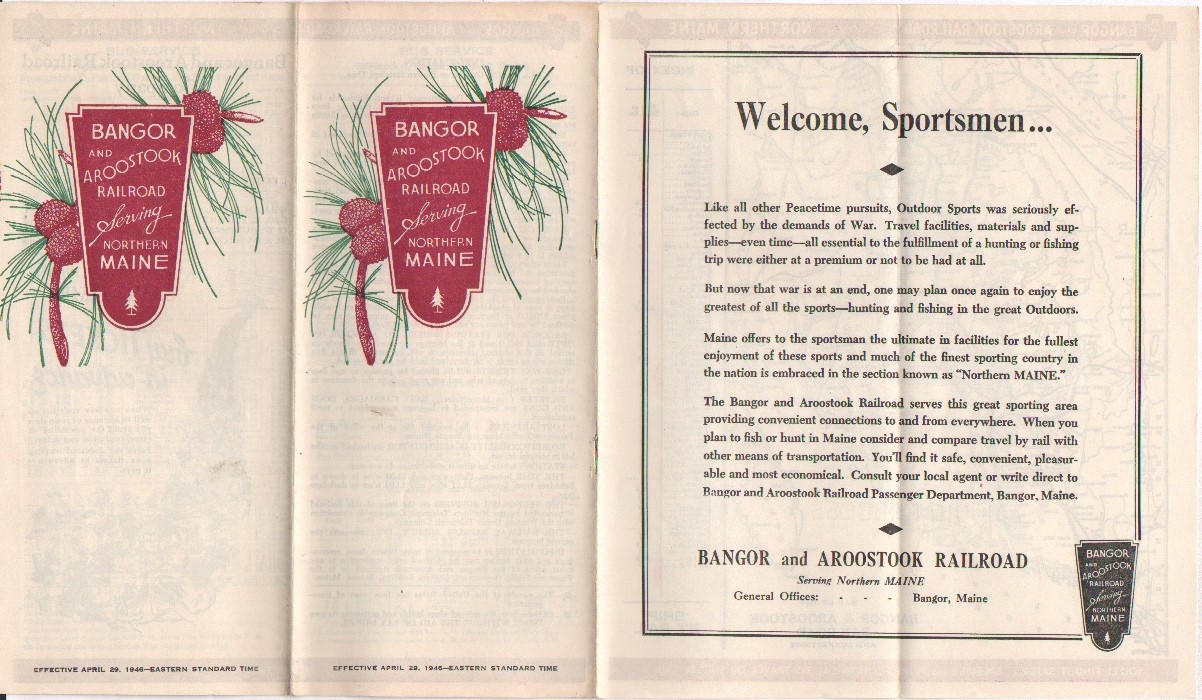 BANGOR
AND
AROOSTOOK
RAILROAD
Serving
NORTHERN
MAINE
EFFECTIVE APRIL 29, 1946—EASTERN STANDARD TIME
BANGOR
AND
AROOSTOOK
RAILROAD
Serving
NORTHERN
MAINE
EFFECTIVE APRIL 29, 1946—EASTERN STANDARD TIME
Welcome, Sportsmen...
Like all other Peacetime pursuits, Outdoor Sports was seriously ef-
fected by the demands of War. Travel facilities, materials and sup-
plies—even time—all essential to the fulfillment of a hunting or fishing
trip were either at a premium or not to be had at all.
But now that war is at an end, one may plan once again to enjoy the
greatest of all the sports—hunting and fishing in the great Outdoors.
Maine offers to the sportsman the ultimate in facilities for the fullest
enjoyment of these sports and much of the finest sporting country in
the nation is embraced in the section known as “Northern MAINE.”
The Bangor and Aroostook Railroad serves this great sporting area
providing convenient connections to and from everywhere. When you
plan to fish or hunt in Maine consider and compare travel by rail with
other means of transportation. You’ll find it safe, convenient, pleasur-
able and most economical. Consult your local agent or write direct to
Bangor and Aroostook Railroad Passenger Department, Bangor, Maine.
BANGOR and AROOSTOOK RAILROAD
Serving Northern MAINE
General Offices: - - - Bangor, Maine
BANGOR
AND
AROOSTOOK
RAILROAD
Serving
NORTHERN
MAINE